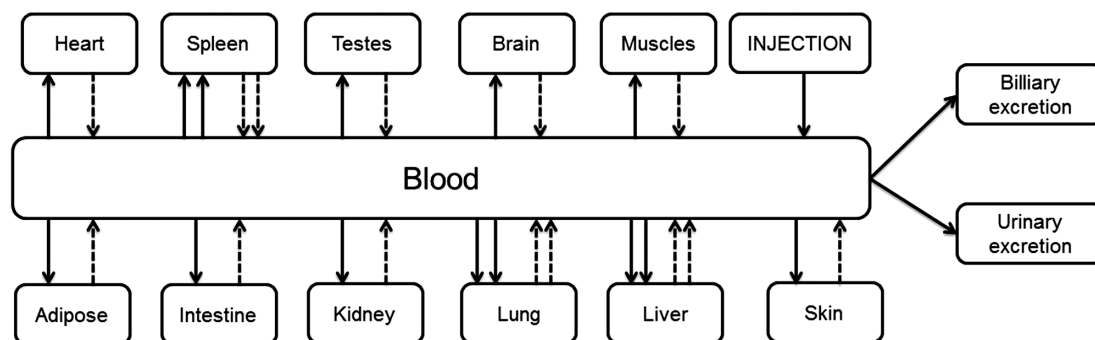 Heart
Spleen
Testes
Brain
Muscles
INJECTION
Billiary
excretion
Blood
Urinary
excretion
Adipose
Intestine
Kidney
Lung
Liver
Skin